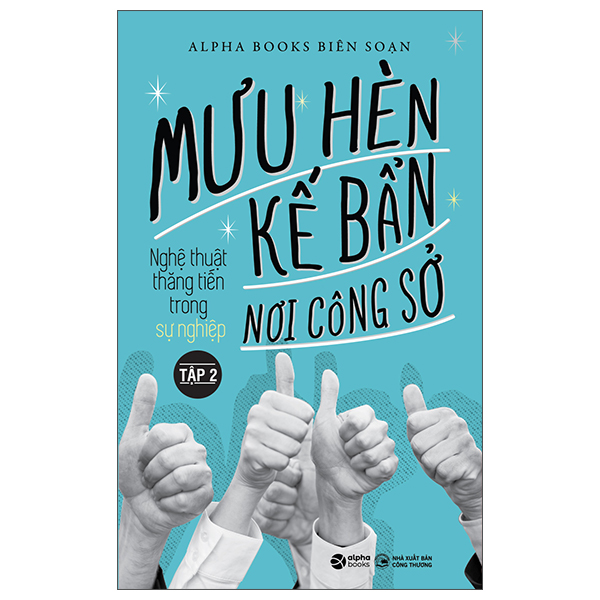 ALPHA BOOKS BIÊN SOẠN
MƯU HÈN
KẾ BẨN
NƠI CÔNG SỞ
Nghệ thuật
thăng tiến
trong
sự nghiệp
TẬP 2
alpha
books
NHÀ XUẤT BẢN
CÔNG THƯƠNG